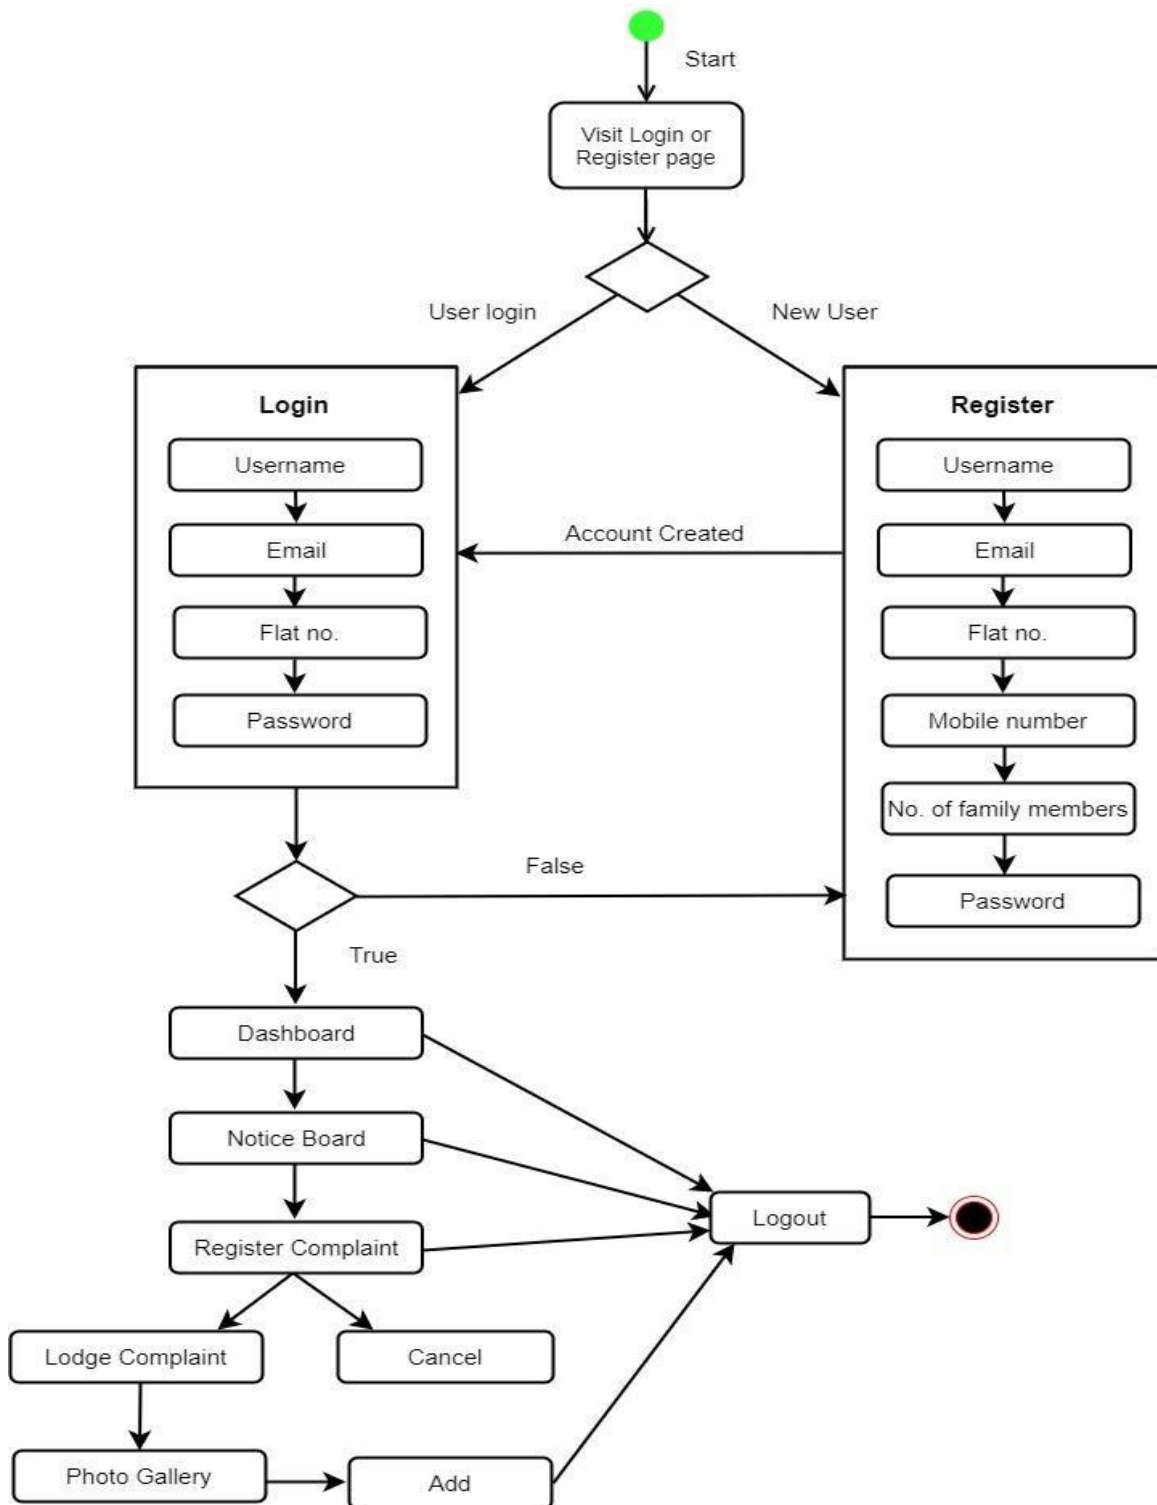 Start
Visit Login or
Register page
User login
New User
Login
Username
Email
Flat no.
Password
Account Created
Register
Username
Email
Flat no.
Mobile number
No. of family members
Password
False
True
Dashboard
Notice Board
Register Complaint
Logout
Lodge Complaint
Cancel
Photo Gallery
Add